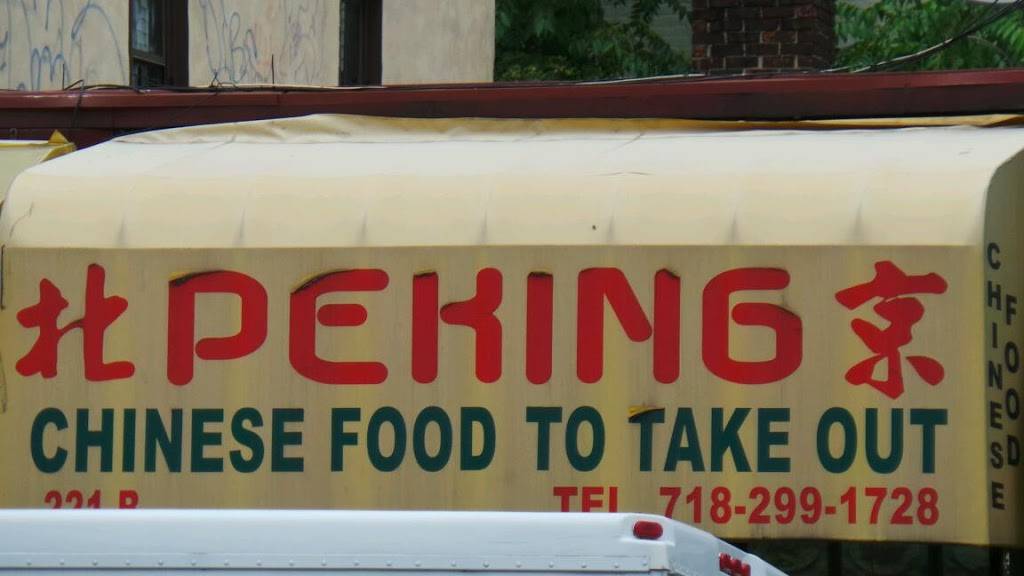 北 PEKING 京
CHINESE FOOD TO TAKE OUT
TEL 718-299-1728
CHINESE
FOOD